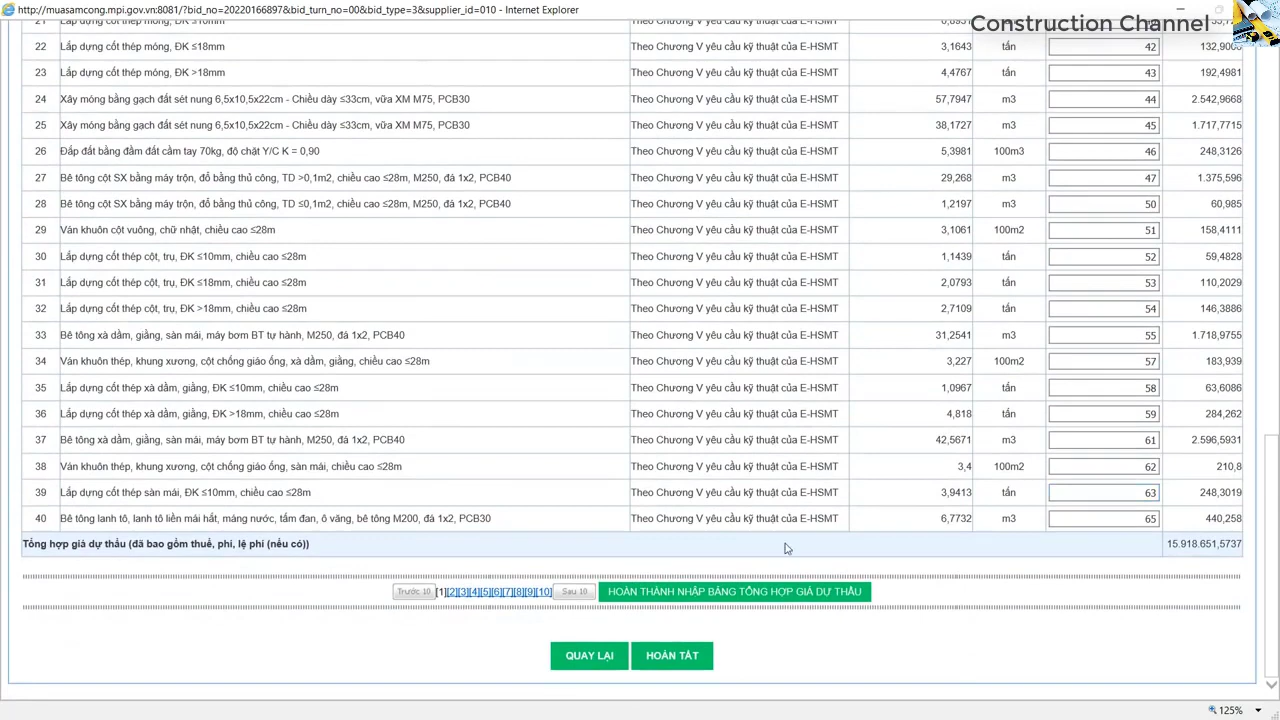 http://muasamcong.mpi.gov.vn:8081/?bid_no=20220166897&bid_turn_no=00&bid_type=3&supplier_id=010 - Internet Explorer
Construction Channel
22 Lắp dựng cốt thép móng, ĐK ≤18mm Theo Chương V yêu cầu kỹ thuật của E-HSMT 3,1643 tấn 42 132,9006
23 Lắp dựng cốt thép móng, ĐK >18mm Theo Chương V yêu cầu kỹ thuật của E-HSMT 4,4767 tấn 43 192,4981
24 Xây móng bằng gạch đất sét nung 6,5x10,5x22cm - Chiều dày ≤33cm, vữa XM M75, PCB30 Theo Chương V yêu cầu kỹ thuật của E-HSMT 57,7947 m3 44 2.542,9668
25 Xây móng bằng gạch đất sét nung 6,5x10,5x22cm - Chiều dày ≤33cm, vữa XM M75, PCB30 Theo Chương V yêu cầu kỹ thuật của E-HSMT 38,1727 m3 45 1.717,7715
26 Đắp đất bằng đầm đất cầm tay 70kg, độ chặt Y/C K = 0,90 Theo Chương V yêu cầu kỹ thuật của E-HSMT 5,3981 100m3 46 248,3126
27 Bê tông cột SX bằng máy trộn, đổ bằng thủ công, TD >0,1m2, chiều cao ≤28m, M250, đá 1x2, PCB40 Theo Chương V yêu cầu kỹ thuật của E-HSMT 29,268 m3 47 1.375,596
28 Bê tông cột SX bằng máy trộn, đổ bằng thủ công, TD ≤0,1m2, chiều cao ≤28m, M250, đá 1x2, PCB40 Theo Chương V yêu cầu kỹ thuật của E-HSMT 1,2197 m3 50 60,985
29 Ván khuôn cột vuông, chữ nhật, chiều cao ≤28m Theo Chương V yêu cầu kỹ thuật của E-HSMT 3,1061 100m2 51 158,4111
30 Lắp dựng cốt thép cột, trụ, ĐK ≤10mm, chiều cao ≤28m Theo Chương V yêu cầu kỹ thuật của E-HSMT 1,1439 tấn 52 59,4828
31 Lắp dựng cốt thép cột, trụ, ĐK ≤18mm, chiều cao ≤28m Theo Chương V yêu cầu kỹ thuật của E-HSMT 2,0793 tấn 53 110,2029
32 Lắp dựng cốt thép cột, trụ, ĐK >18mm, chiều cao ≤28m Theo Chương V yêu cầu kỹ thuật của E-HSMT 2,7109 tấn 54 146,3886
33 Bê tông xà dầm, giằng, sàn mái, máy bơm BT tự hành, M250, đá 1x2, PCB40 Theo Chương V yêu cầu kỹ thuật của E-HSMT 31,2541 m3 55 1.718,9755
34 Ván khuôn thép, khung xương, cột chống giáo ống, xà dầm, giằng, chiều cao ≤28m Theo Chương V yêu cầu kỹ thuật của E-HSMT 3,227 100m2 57 183,939
35 Lắp dựng cốt thép xà dầm, giằng, ĐK ≤10mm, chiều cao ≤28m Theo Chương V yêu cầu kỹ thuật của E-HSMT 1,0967 tấn 58 63,6086
36 Lắp dựng cốt thép xà dầm, giằng, ĐK >18mm, chiều cao ≤28m Theo Chương V yêu cầu kỹ thuật của E-HSMT 4,818 tấn 59 284,262
37 Bê tông xà dầm, giằng, sàn mái, máy bơm BT tự hành, M250, đá 1x2, PCB40 Theo Chương V yêu cầu kỹ thuật của E-HSMT 42,5671 m3 61 2.596,5931
38 Ván khuôn thép, khung xương, cột chống giáo ống, sàn mái, chiều cao ≤28m Theo Chương V yêu cầu kỹ thuật của E-HSMT 3,4 100m2 62 210,8
39 Lắp dựng cốt thép sàn mái, ĐK ≤10mm, chiều cao ≤28m Theo Chương V yêu cầu kỹ thuật của E-HSMT 3,9413 tấn 63 248,3019
40 Bê tông lanh tô, lanh tô liền mái hắt, máng nước, tấm đan, ô văng, bê tông M200, đá 1x2, PCB30 Theo Chương V yêu cầu kỹ thuật của E-HSMT 6,7732 m3 65 440,258
Tổng hợp giá dự thầu (đã bao gồm thuế, phí, lệ phí (nếu có)) 15.918.651,5737
Trước 10 [1][2][3][4][5][6][7][8][9][10] Sau 10 HOÀN THÀNH NHẬP BẢNG TỔNG HỢP GIÁ DỰ THẦU
QUAY LẠI HOÀN TẤT
125%